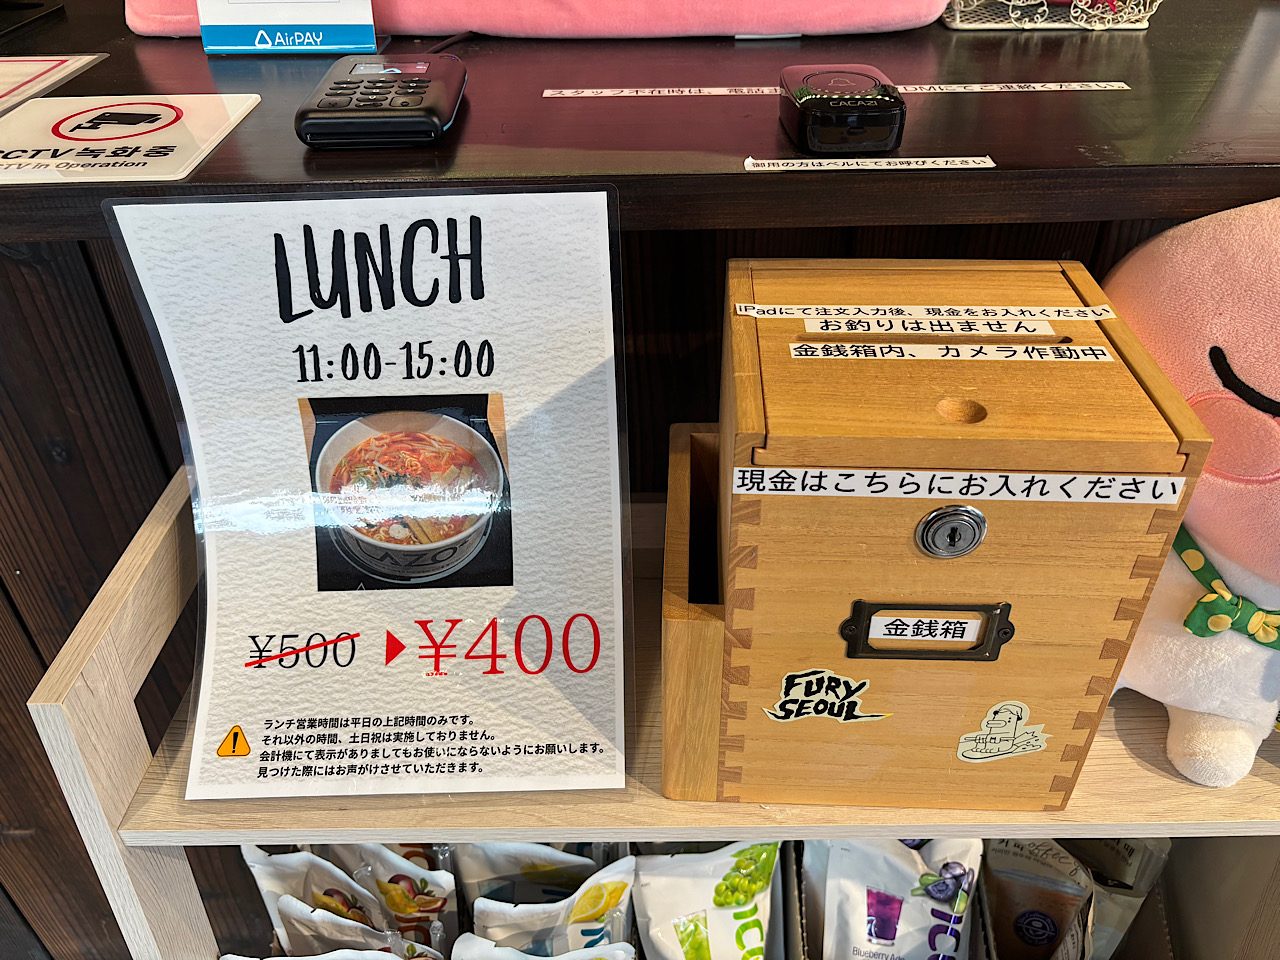 AirPAY
スタッフ不在時は、電話
DMにてご連絡ください。
CACAZI
御用の方はベルにてお呼びください
CCTV 녹화중
CCTV in Operation
LUNCH
11:00-15:00
LAZO
¥500 ▶ ¥400
ランチ営業時間は平日の上記時間のみです。
それ以外の時間、土日祝は実施しておりません。
会計機にて表示がありましてもお使いにならないようにお願いします。
見つけた際にはお声がけさせていただきます。
iPadにて注文入力後、現金をお入れください
お釣りは出ません
金銭箱内、カメラ作動中
現金はこちらにお入れください
金銭箱
FURY
SEOUL
Blueberry Ade
coffee